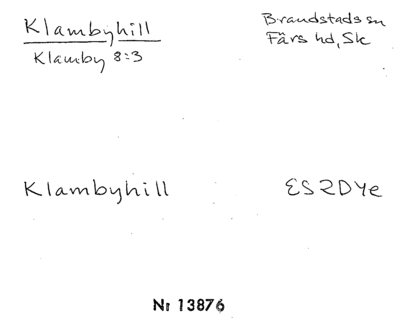 Klambyhill
Brandstads sn
Klamby 8:3
Färs hd, Sk
Klambyhill
ES2DYe
Nr 13876